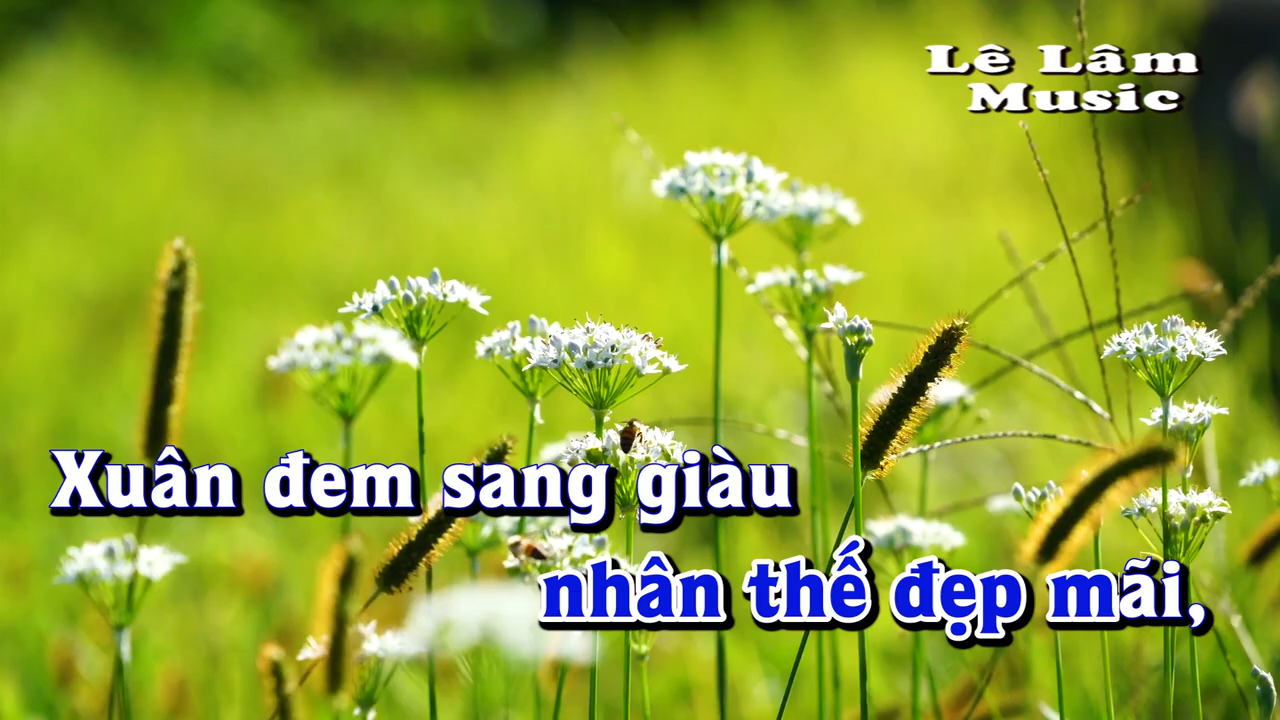 Lê Lâm
Music
Xuân đem sang giàu
nhân thế đẹp mãi,